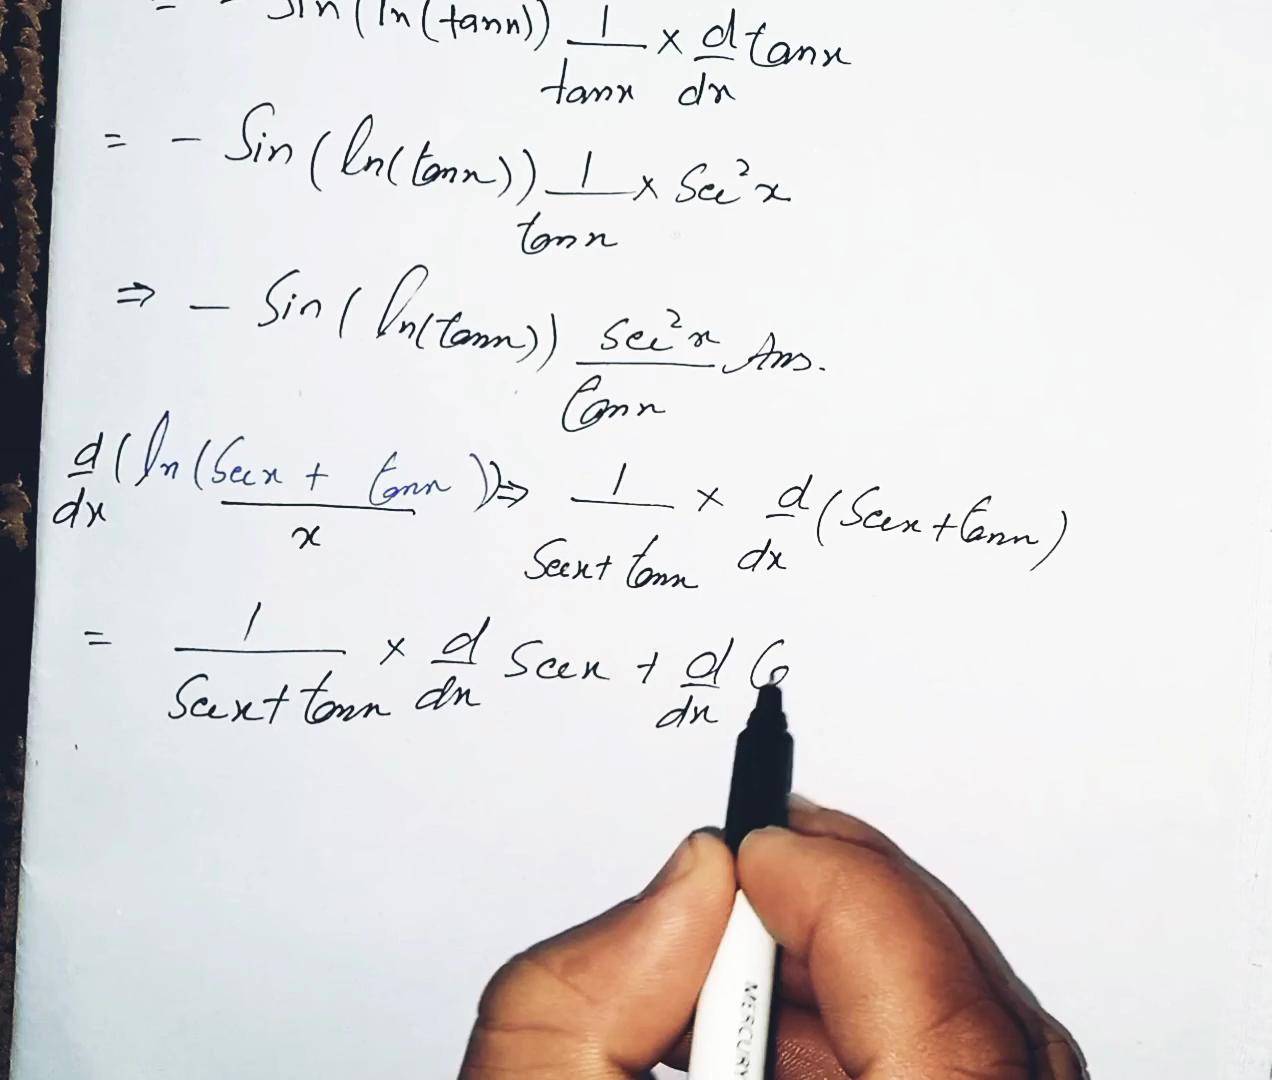 = - Sin(ln(tanx)) 1/tanx × d/dx tanx
= - Sin(ln(tanx)) 1/tanx × Sec²x
⇒ - Sin(ln(tanx)) Sec²x/tanx Ans.
d/dx (ln(Secx + tanx)) ⇒ 1/Secx+tanx × d/dx (Secx+tanx)
x
= 1/Secx+tanx × d/dx Secx + d/dx
MERCURY